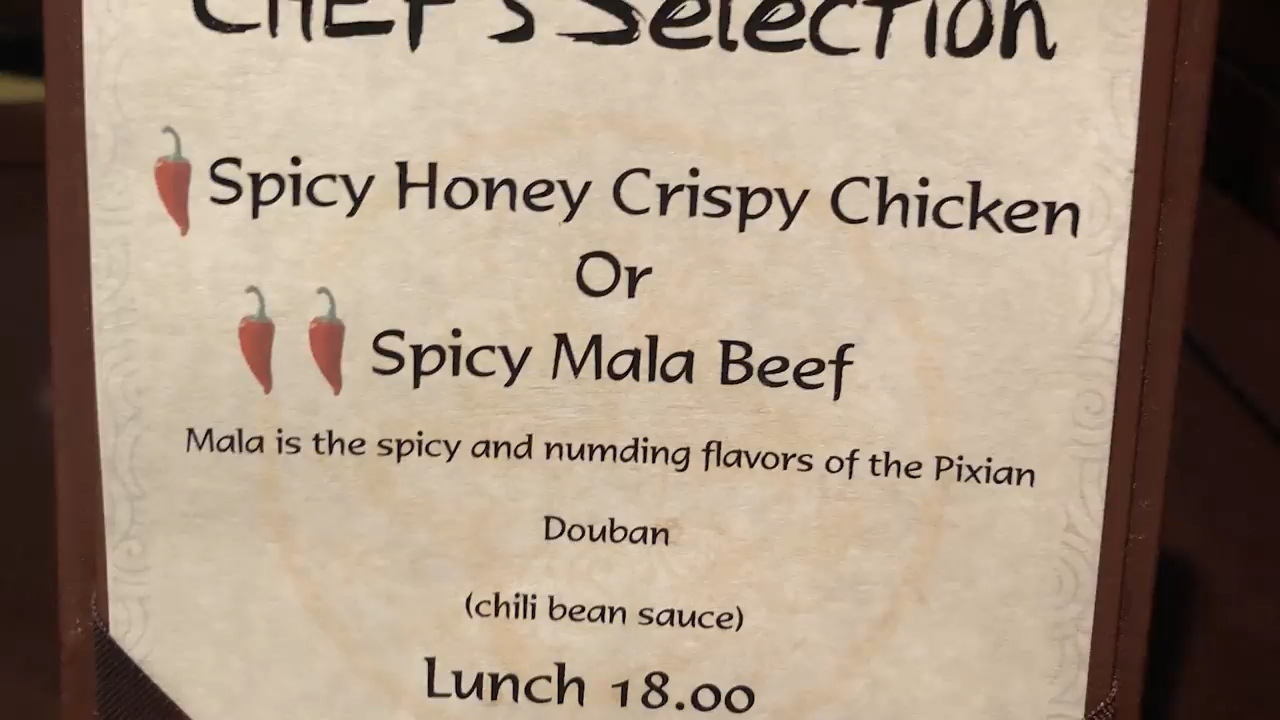 CHEF'S Selection
Spicy Honey Crispy Chicken
Or
Spicy Mala Beef
Mala is the spicy and numding flavors of the Pixian
Douban
(chili bean sauce)
Lunch 18.00